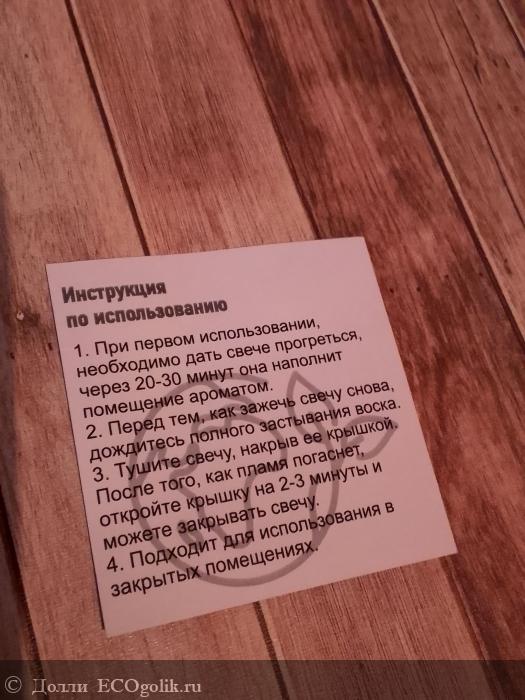 Инструкция
по использованию
1. При первом использовании,
необходимо дать свече прогреться,
через 20-30 минут она наполнит
помещение ароматом.
2. Перед тем, как зажечь свечу снова,
дождитесь полного застывания воска.
3. Тушите свечу, накрыв ее крышкой.
После того, как пламя погаснет,
откройте крышку на 2-3 минуты и
можете закрывать свечу.
4. Подходит для использования в
закрытых помещениях.
© Долли ECOgolik.ru